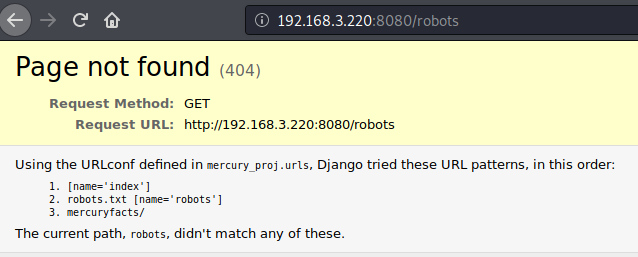 192.168.3.220:8080/robots
Page not found (404)
Request Method: GET
Request URL: http://192.168.3.220:8080/robots
Using the URLconf defined in mercury_proj.urls, Django tried these URL patterns, in this order:
1. [name='index']
2. robots.txt [name='robots']
3. mercuryfacts/
The current path, robots, didn't match any of these.